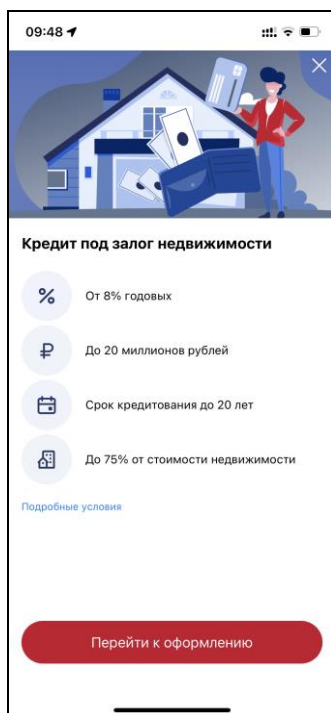 09:48
Кредит под залог недвижимости
% От 8% годовых
₽ До 20 миллионов рублей
Срок кредитования до 20 лет
До 75% от стоимости недвижимости
Подробные условия
Перейти к оформлению